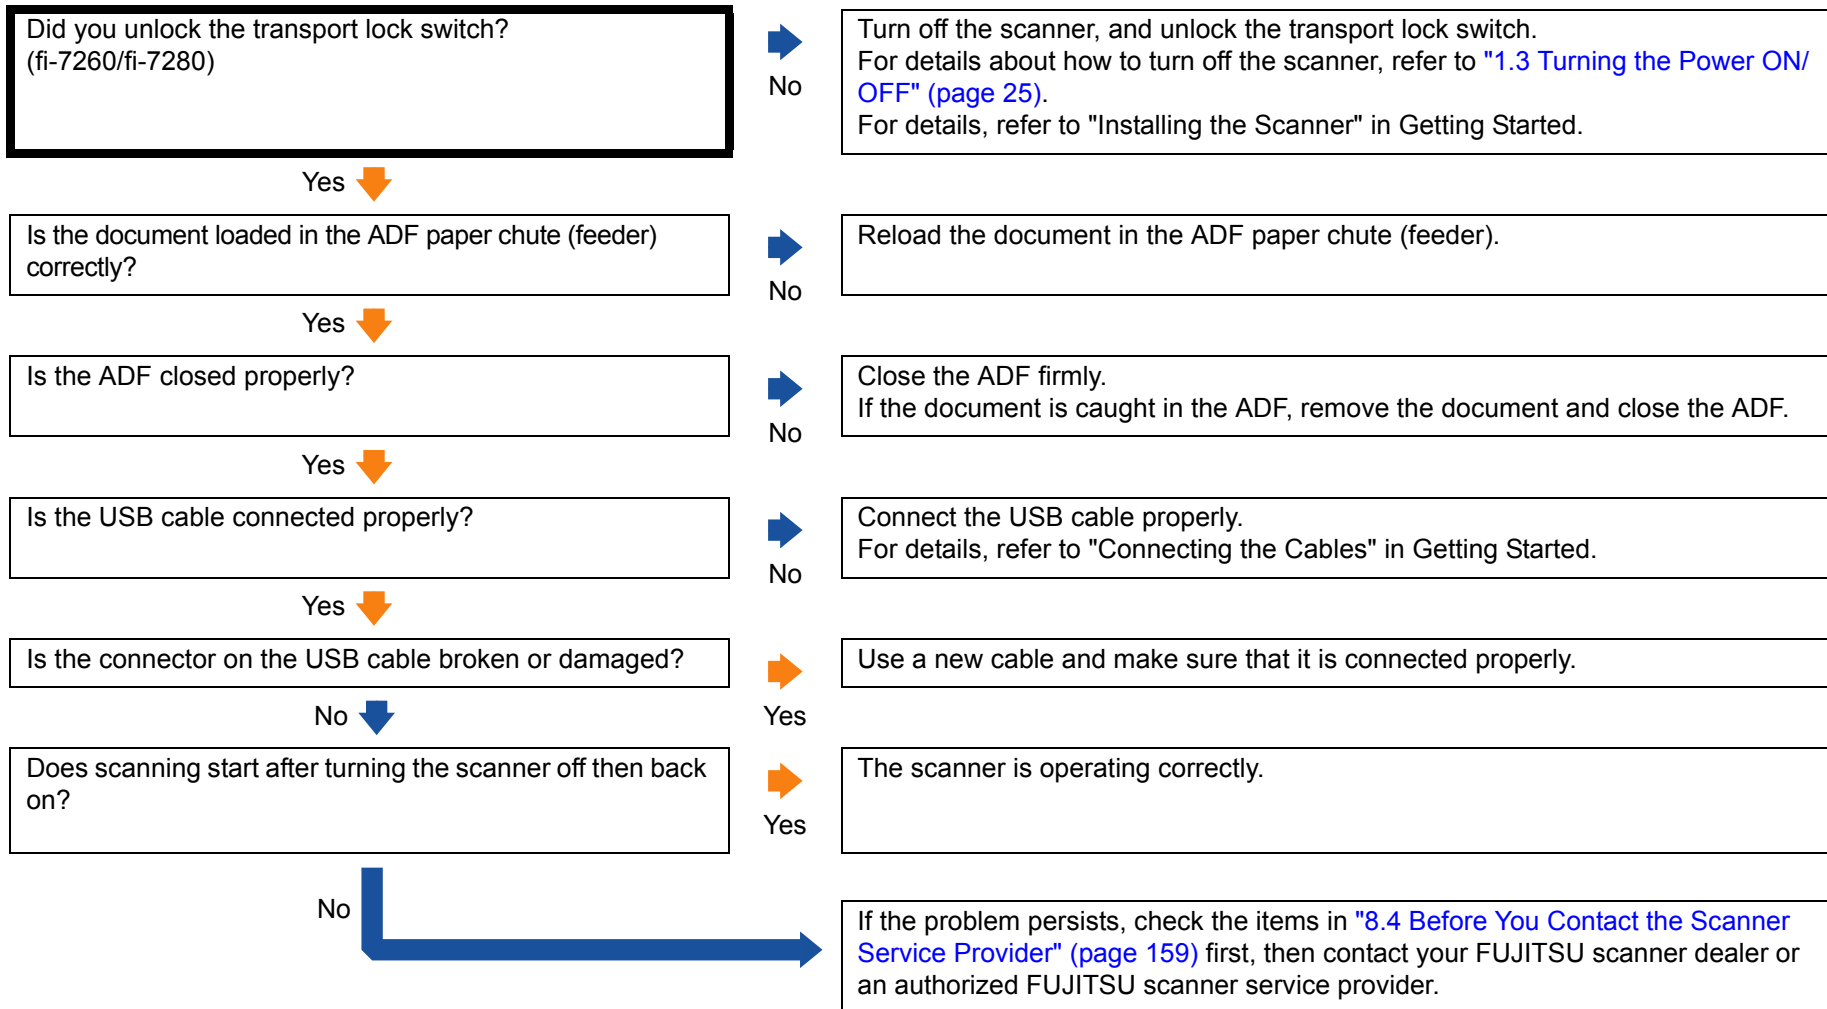 Did you unlock the transport lock switch?
(fi-7260/fi-7280)
No
Turn off the scanner, and unlock the transport lock switch.
For details about how to turn off the scanner, refer to "1.3 Turning the Power ON/
OFF" (page 25).
For details, refer to "Installing the Scanner" in Getting Started.
Yes
Is the document loaded in the ADF paper chute (feeder)
correctly?
No
Reload the document in the ADF paper chute (feeder).
Yes
Is the ADF closed properly?
No
Close the ADF firmly.
If the document is caught in the ADF, remove the document and close the ADF.
Yes
Is the USB cable connected properly?
No
Connect the USB cable properly.
For details, refer to "Connecting the Cables" in Getting Started.
Yes
Is the connector on the USB cable broken or damaged?
Yes
Use a new cable and make sure that it is connected properly.
No
Does scanning start after turning the scanner off then back
on?
Yes
The scanner is operating correctly.
No
If the problem persists, check the items in "8.4 Before You Contact the Scanner
Service Provider" (page 159) first, then contact your FUJITSU scanner dealer or
an authorized FUJITSU scanner service provider.